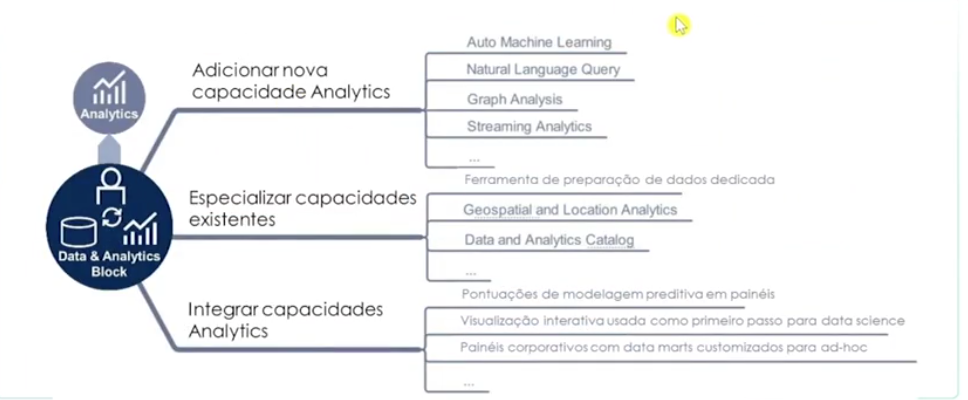 Analytics
Data & Analytics
Block
Adicionar nova
capacidade Analytics
Auto Machine Learning
Natural Language Query
Graph Analysis
Streaming Analytics
...
Especializar capacidades
existentes
Ferramenta de preparação de dados dedicada
Geospatial and Location Analytics
Data and Analytics Catalog
...
Integrar capacidades
Analytics
Pontuações de modelagem preditiva em painéis
Visualização interativa usada como primeiro passo para data science
Painéis corporativos com data marts customizados para ad-hoc
...